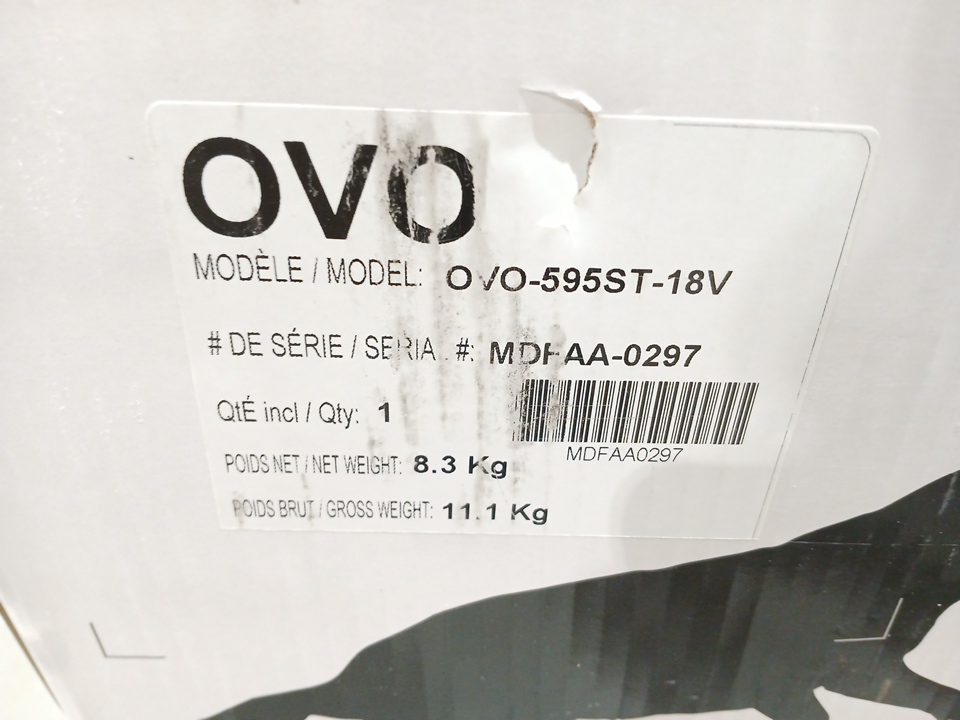 OVO
MODÈLE / MODEL: OVO-595ST-18V
# DE SÉRIE / SERIAL #: MDFAA-0297
QtÉ incl / Qty: 1
MDFAA0297
POIDS NET / NET WEIGHT: 8.3 Kg
POIDS BRUT / GROSS WEIGHT: 11.1 Kg